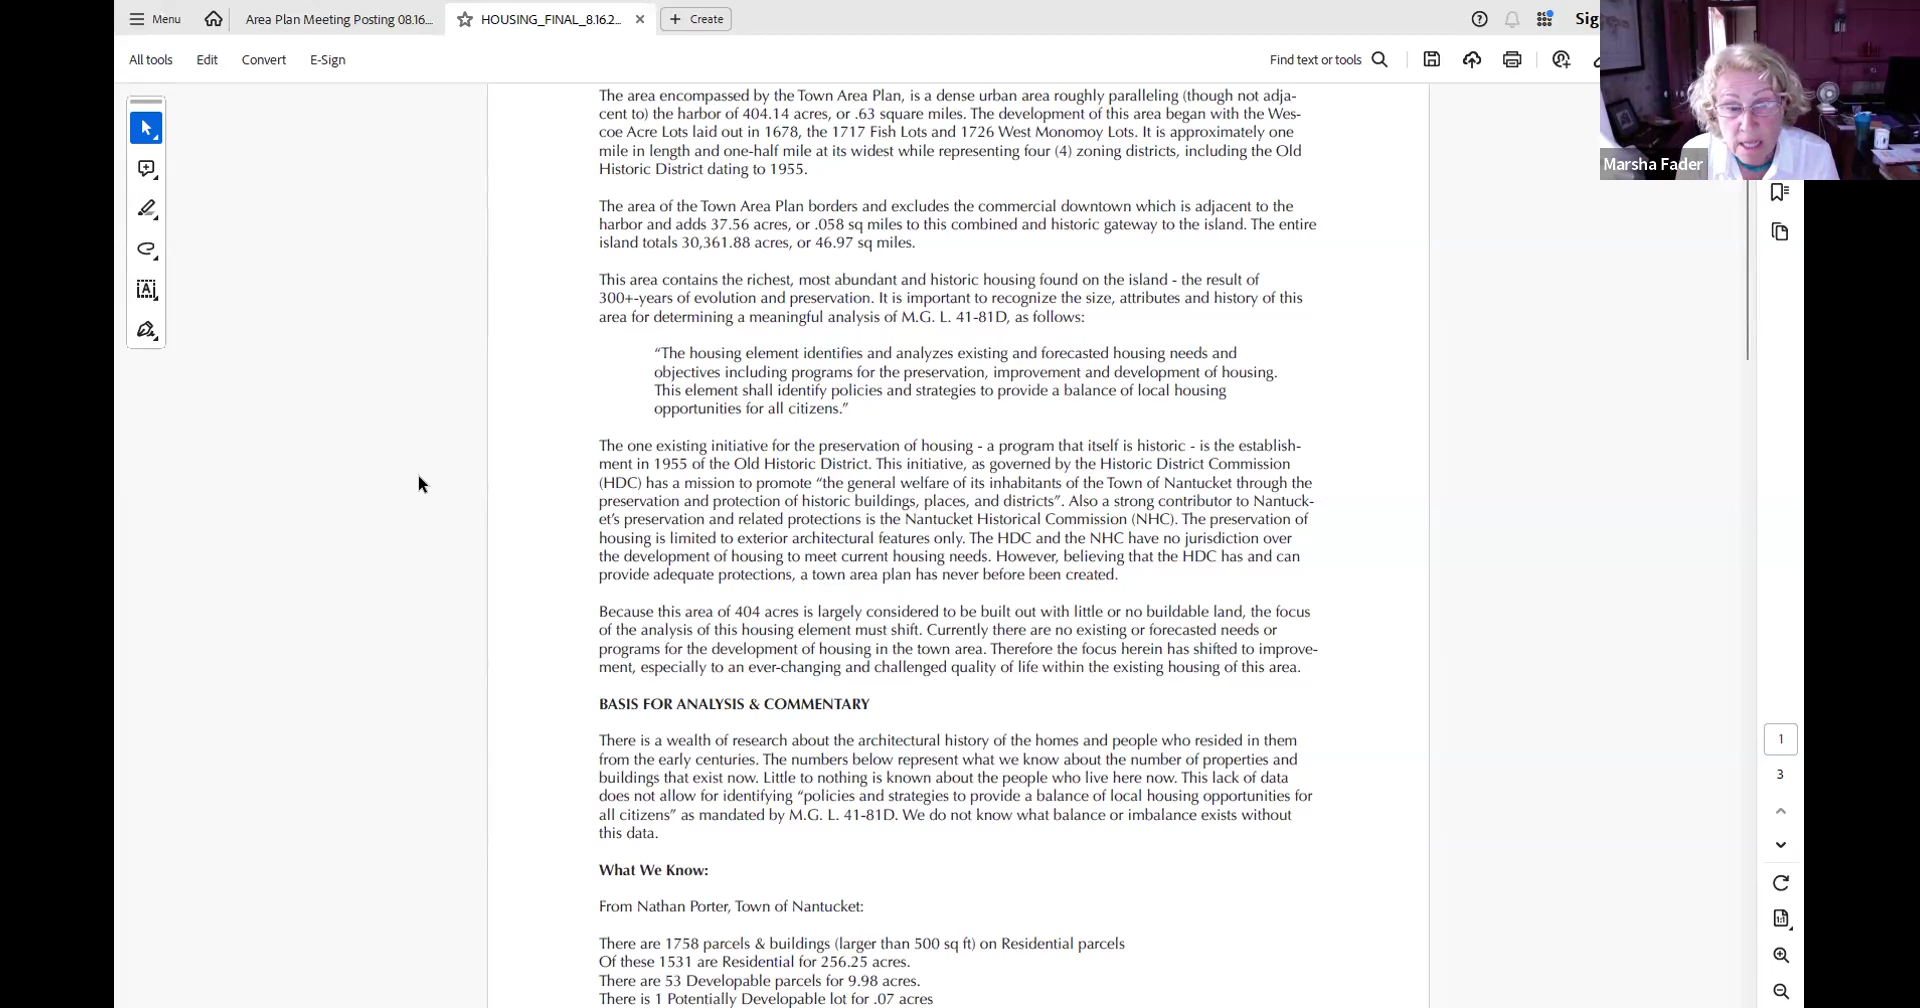 Menu
Area Plan Meeting Posting 08.16...
HOUSING_FINAL_8.16.2...
Create
All tools
Edit
Convert
E-Sign
Find text or tools
Marsha Fader
The area encompassed by the Town Area Plan, is a dense urban area roughly paralleling (though not adja-
cent to) the harbor of 404.14 acres, or .63 square miles. The development of this area began with the Wes-
coe Acre Lots laid out in 1678, the 1717 Fish Lots and 1726 West Monomoy Lots. It is approximately one
mile in length and one-half mile at its widest while representing four (4) zoning districts, including the Old
Historic District dating to 1955.
The area of the Town Area Plan borders and excludes the commercial downtown which is adjacent to the
harbor and adds 37.56 acres, or .058 sq miles to this combined and historic gateway to the island. The entire
island totals 30,361.88 acres, or 46.97 sq miles.
This area contains the richest, most abundant and historic housing found on the island - the result of
300+-years of evolution and preservation. It is important to recognize the size, attributes and history of this
area for determining a meaningful analysis of M.G. L. 41-81D, as follows:
“The housing element identifies and analyzes existing and forecasted housing needs and
objectives including programs for the preservation, improvement and development of housing.
This element shall identify policies and strategies to provide a balance of local housing
opportunities for all citizens.”
The one existing initiative for the preservation of housing - a program that itself is historic - is the establish-
ment in 1955 of the Old Historic District. This initiative, as governed by the Historic District Commission
(HDC) has a mission to promote “the general welfare of its inhabitants of the Town of Nantucket through the
preservation and protection of historic buildings, places, and districts”. Also a strong contributor to Nantuck-
et’s preservation and related protections is the Nantucket Historical Commission (NHC). The preservation of
housing is limited to exterior architectural features only. The HDC and the NHC have no jurisdiction over
the development of housing to meet current housing needs. However, believing that the HDC has and can
provide adequate protections, a town area plan has never before been created.
Because this area of 404 acres is largely considered to be built out with little or no buildable land, the focus
of the analysis of this housing element must shift. Currently there are no existing or forecasted needs or
programs for the development of housing in the town area. Therefore the focus herein has shifted to improve-
ment, especially to an ever-changing and challenged quality of life within the existing housing of this area.
BASIS FOR ANALYSIS & COMMENTARY
There is a wealth of research about the architectural history of the homes and people who resided in them
from the early centuries. The numbers below represent what we know about the number of properties and
buildings that exist now. Little to nothing is known about the people who live here now. This lack of data
does not allow for identifying “policies and strategies to provide a balance of local housing opportunities for
all citizens” as mandated by M.G. L. 41-81D. We do not know what balance or imbalance exists without
this data.
What We Know:
From Nathan Porter, Town of Nantucket:
There are 1758 parcels & buildings (larger than 500 sq ft) on Residential parcels
Of these 1531 are Residential for 256.25 acres.
There are 53 Developable parcels for 9.98 acres.
There is 1 Potentially Developable lot for .07 acres
1
3